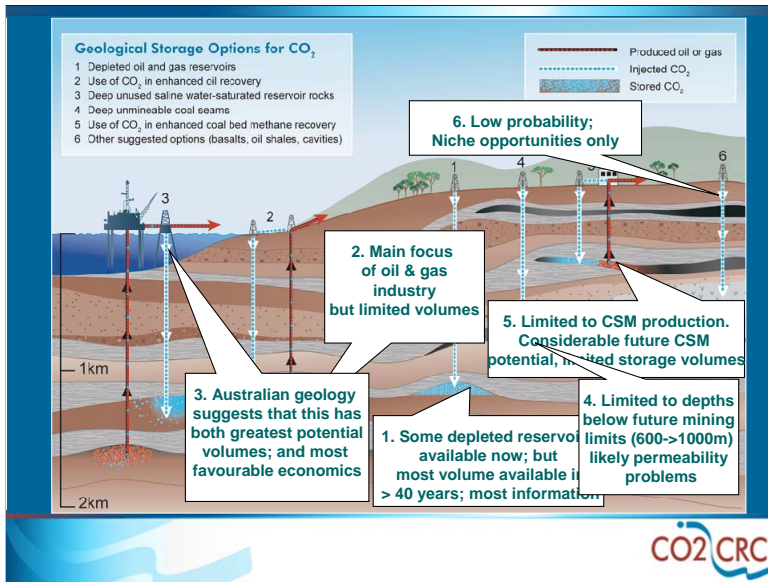 Geological Storage Options for CO₂
1 Depleted oil and gas reservoirs
2 Use of CO₂ in enhanced oil recovery
3 Deep unused saline water-saturated reservoir rocks
4 Deep unmineable coal seams
5 Use of CO₂ in enhanced coal bed methane recovery
6 Other suggested options (basalts, oil shales, cavities)
Produced oil or gas
Injected CO₂
Stored CO₂
6. Low probability;
Niche opportunities only
1
4
6
3
2
2. Main focus
of oil & gas
industry
but limited volumes
5. Limited to CSM production.
Considerable future CSM
potential, limited storage volumes
1km
3. Australian geology
suggests that this has
both greatest potential
volumes; and most
favourable economics
1. Some depleted
available now; but
most volume available
> 40 years; most information
4. Limited to depths
below future mining
limits (600->1000m)
likely permeability
problems
2km
CO2 CRC